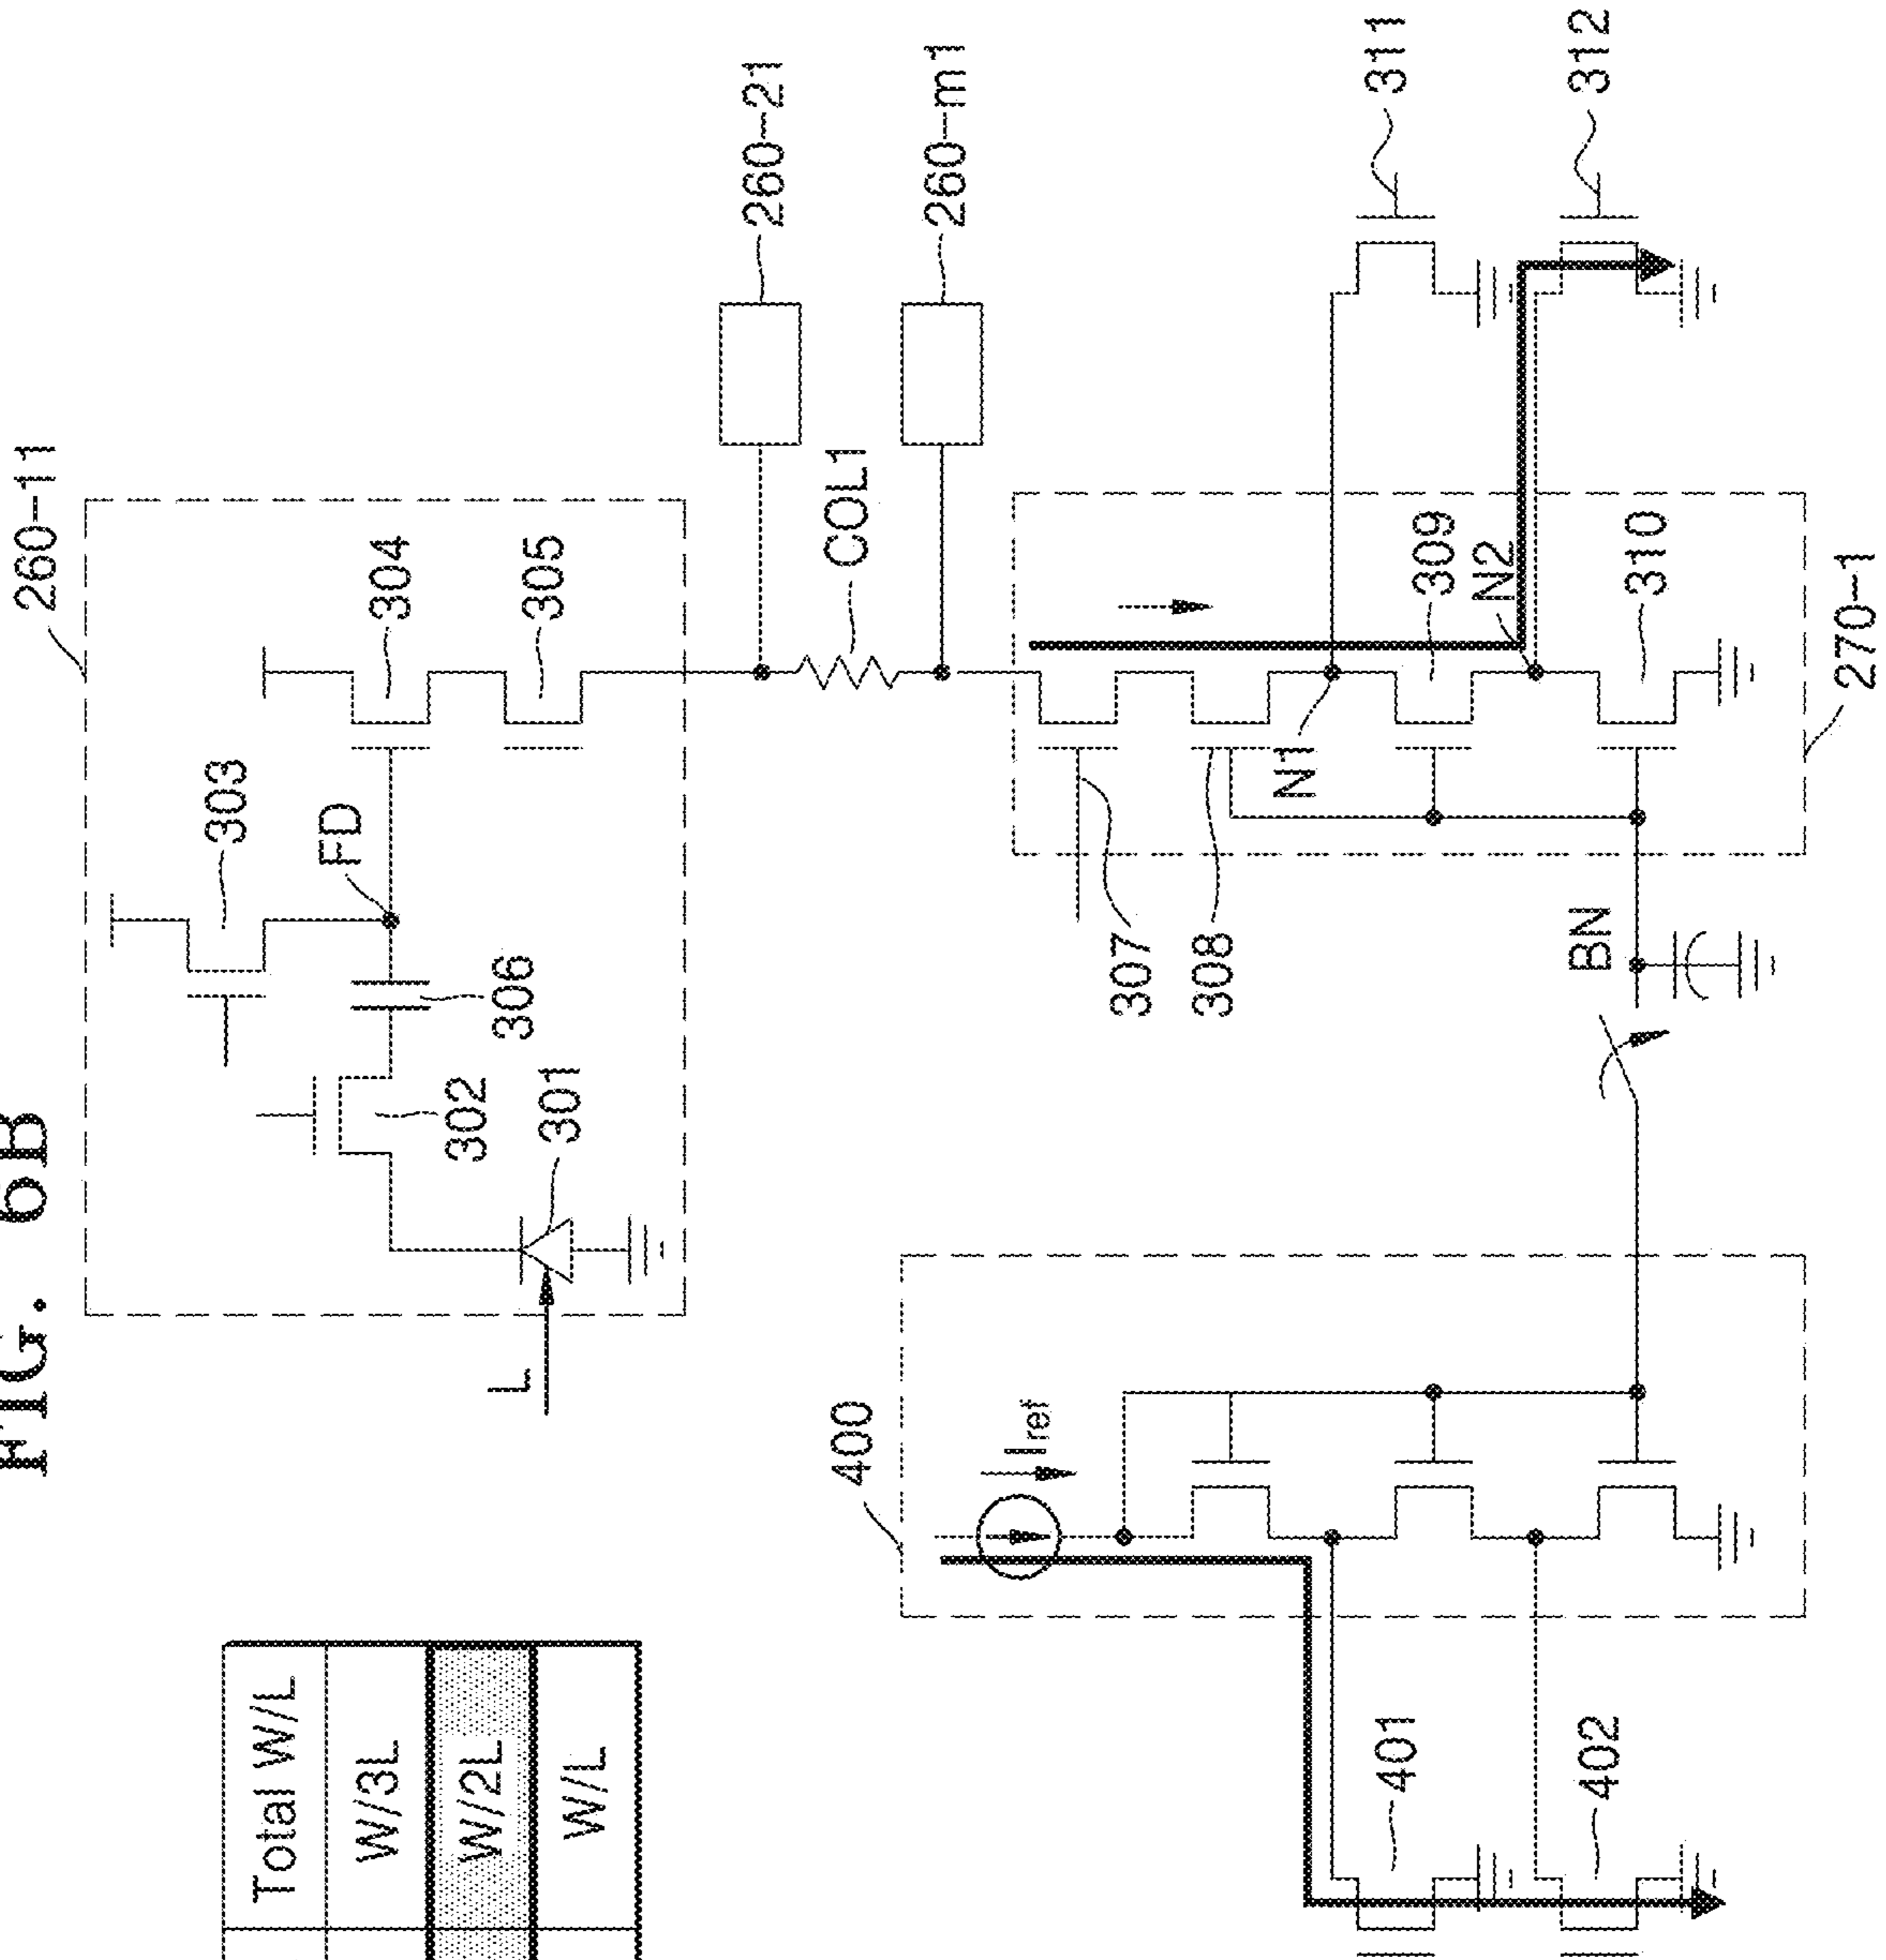 FIG. 6B
260-11
303
304
305
FD
306
302
301
L
260-21
260-m1
COL1
311
312
307
308
N1
309
N2
310
270-1
BN
400
Iref
401
402
Total W/L
W/3L
W/2L
W/L